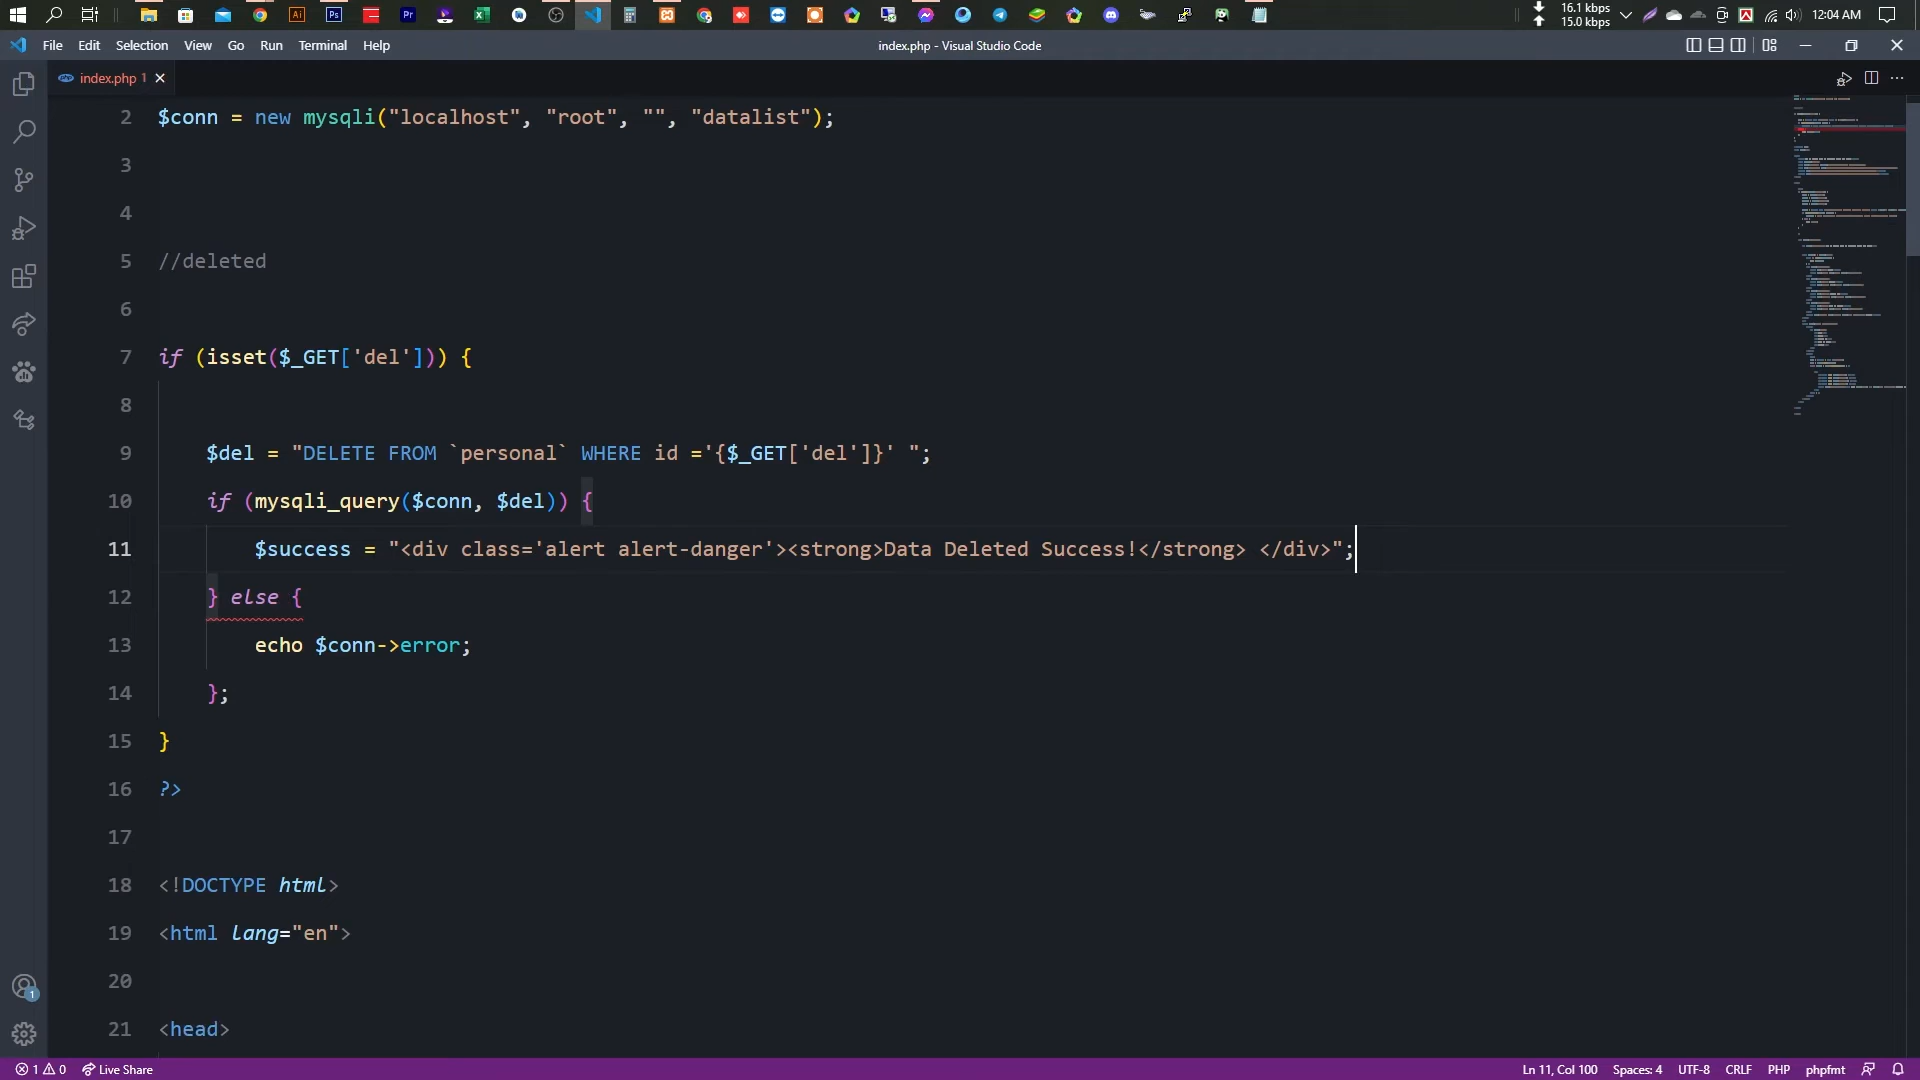 16.1 kbps
15.0 kbps
12:04 AM
File Edit Selection View Go Run Terminal Help
index.php - Visual Studio Code
index.php 1
2 $conn = new mysqli("localhost", "root", "", "datalist");
3
4
5 //deleted
6
7 if (isset($_GET['del'])) {
8
9 $del = "DELETE FROM `personal` WHERE id ='{$_GET['del']}' ";
10 if (mysqli_query($conn, $del)) {
11 $success = "<div class='alert alert-danger'><strong>Data Deleted Success!</strong> </div>";
12 } else {
13 echo $conn->error;
14 };
15 }
16 ?>
17
18 <!DOCTYPE html>
19 <html lang="en">
20
21 <head>
1 0 Live Share
Ln 11, Col 100 Spaces: 4 UTF-8 CRLF PHP phpfmt